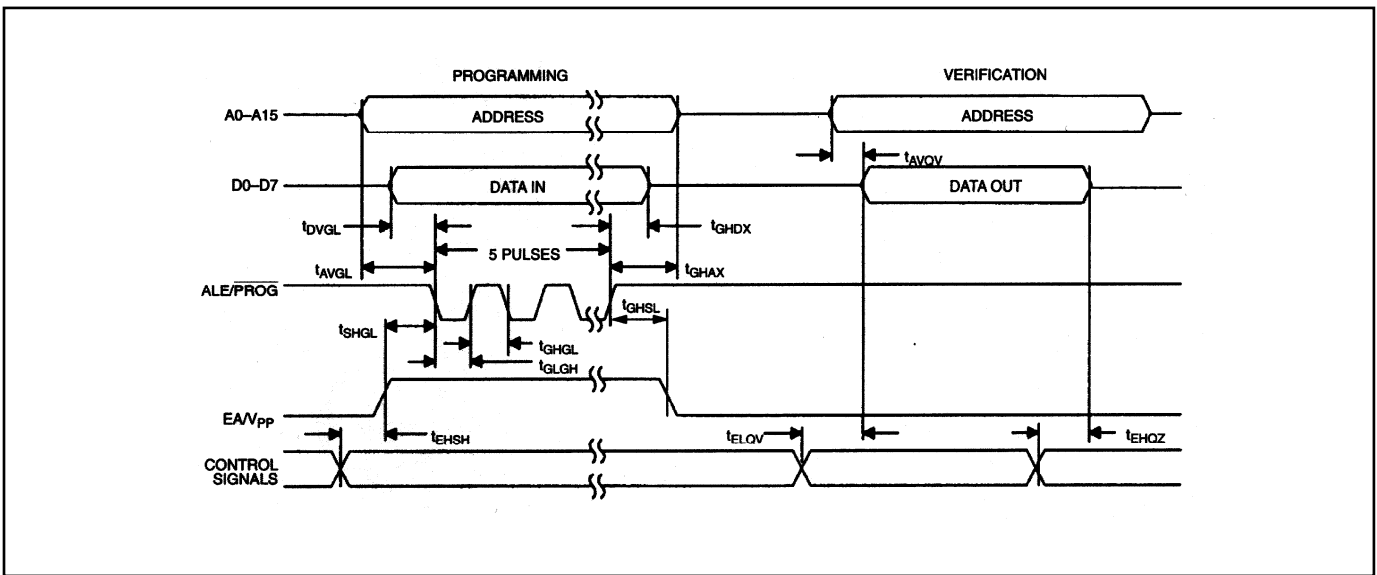 PROGRAMMING
VERIFICATION
A0–A15
ADDRESS
ADDRESS
tAVQV
D0–D7
DATA IN
DATA OUT
tDVGL
tGHDX
5 PULSES
tAVGL
tGHAX
ALE/PROG
tGHSL
tSHGL
tGHGL
tGLGH
EA/VPP
tEHSH
tELQV
tEHQZ
CONTROL
SIGNALS